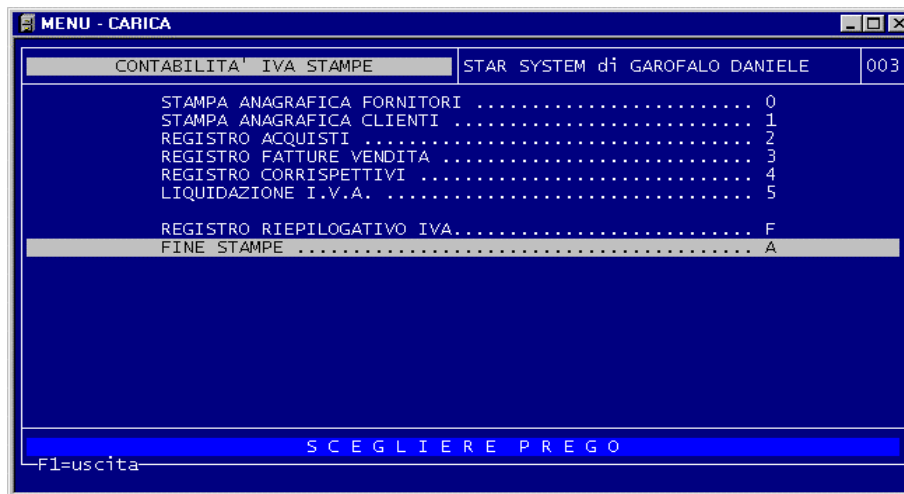 MENU - CARICA
CONTABILITA' IVA STAMPE STAR SYSTEM di GAROFALO DANIELE 003
STAMPA ANAGRAFICA FORNITORI ......................... 0
STAMPA ANAGRAFICA CLIENTI ........................... 1
REGISTRO ACQUISTI ................................... 2
REGISTRO FATTURE VENDITA ............................ 3
REGISTRO CORRISPETTIVI .............................. 4
LIQUIDAZIONE I.V.A. ................................. 5
REGISTRO RIEPILOGATIVO IVA........................... F
FINE STAMPE ......................................... A
S C E G L I E R E  P R E G O
F1=uscita